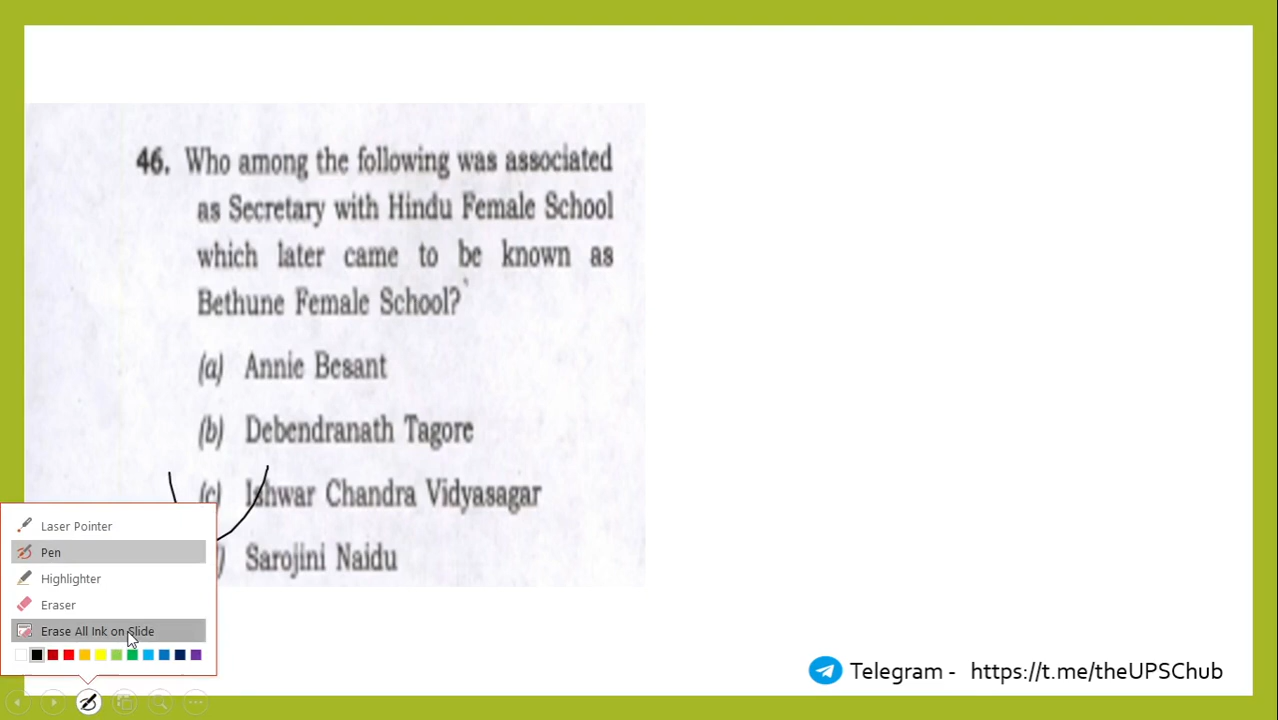 46. Who among the following was associated
as Secretary with Hindu Female School
which later came to be known as
Bethune Female School?
(a) Annie Besant
(b) Debendranath Tagore
(c) Ishwar Chandra Vidyasagar
) Sarojini Naidu
Laser Pointer
Pen
Highlighter
Eraser
Erase All Ink on Slide
Telegram - https://t.me/theUPSChub